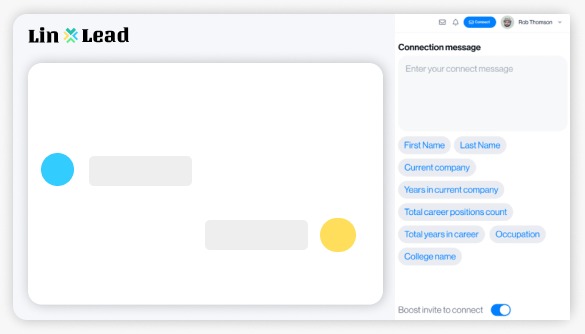 Lin Lead
Connect
Rob Thomson
Connection message
Enter your connect message
First Name
Last Name
Current company
Years in current company
Total career positions count
Total years in career
Occupation
College name
Boost invite to connect